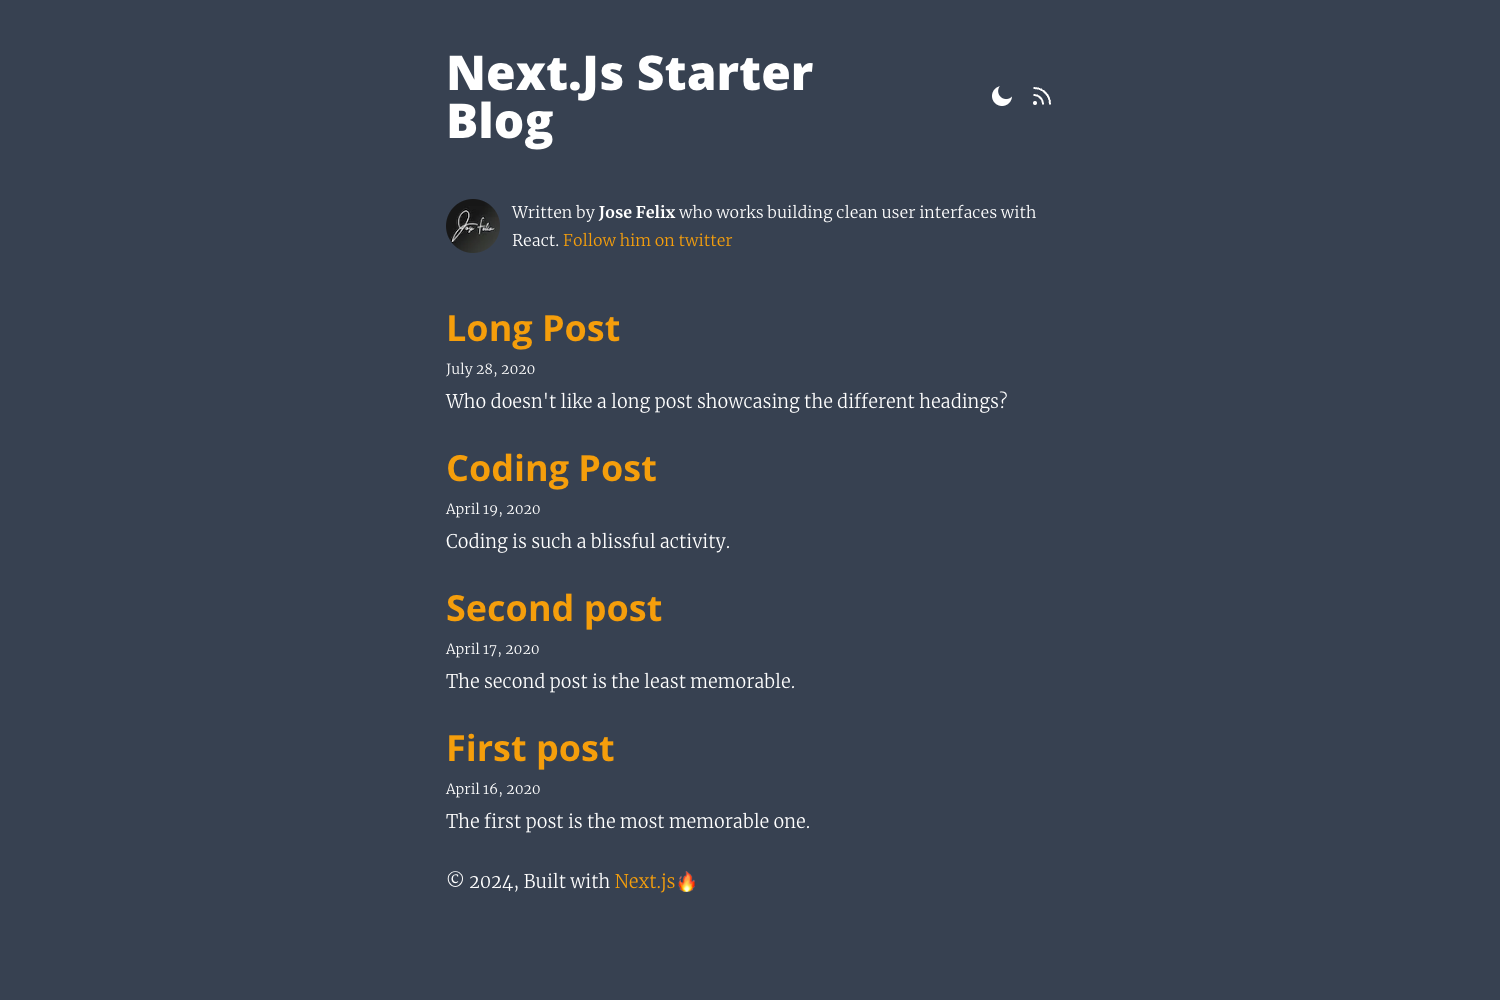 Next.Js Starter
Blog
Jose Felix
Written by Jose Felix who works building clean user interfaces with
React. Follow him on twitter
Long Post
July 28, 2020
Who doesn't like a long post showcasing the different headings?
Coding Post
April 19, 2020
Coding is such a blissful activity.
Second post
April 17, 2020
The second post is the least memorable.
First post
April 16, 2020
The first post is the most memorable one.
© 2024, Built with Next.js🔥